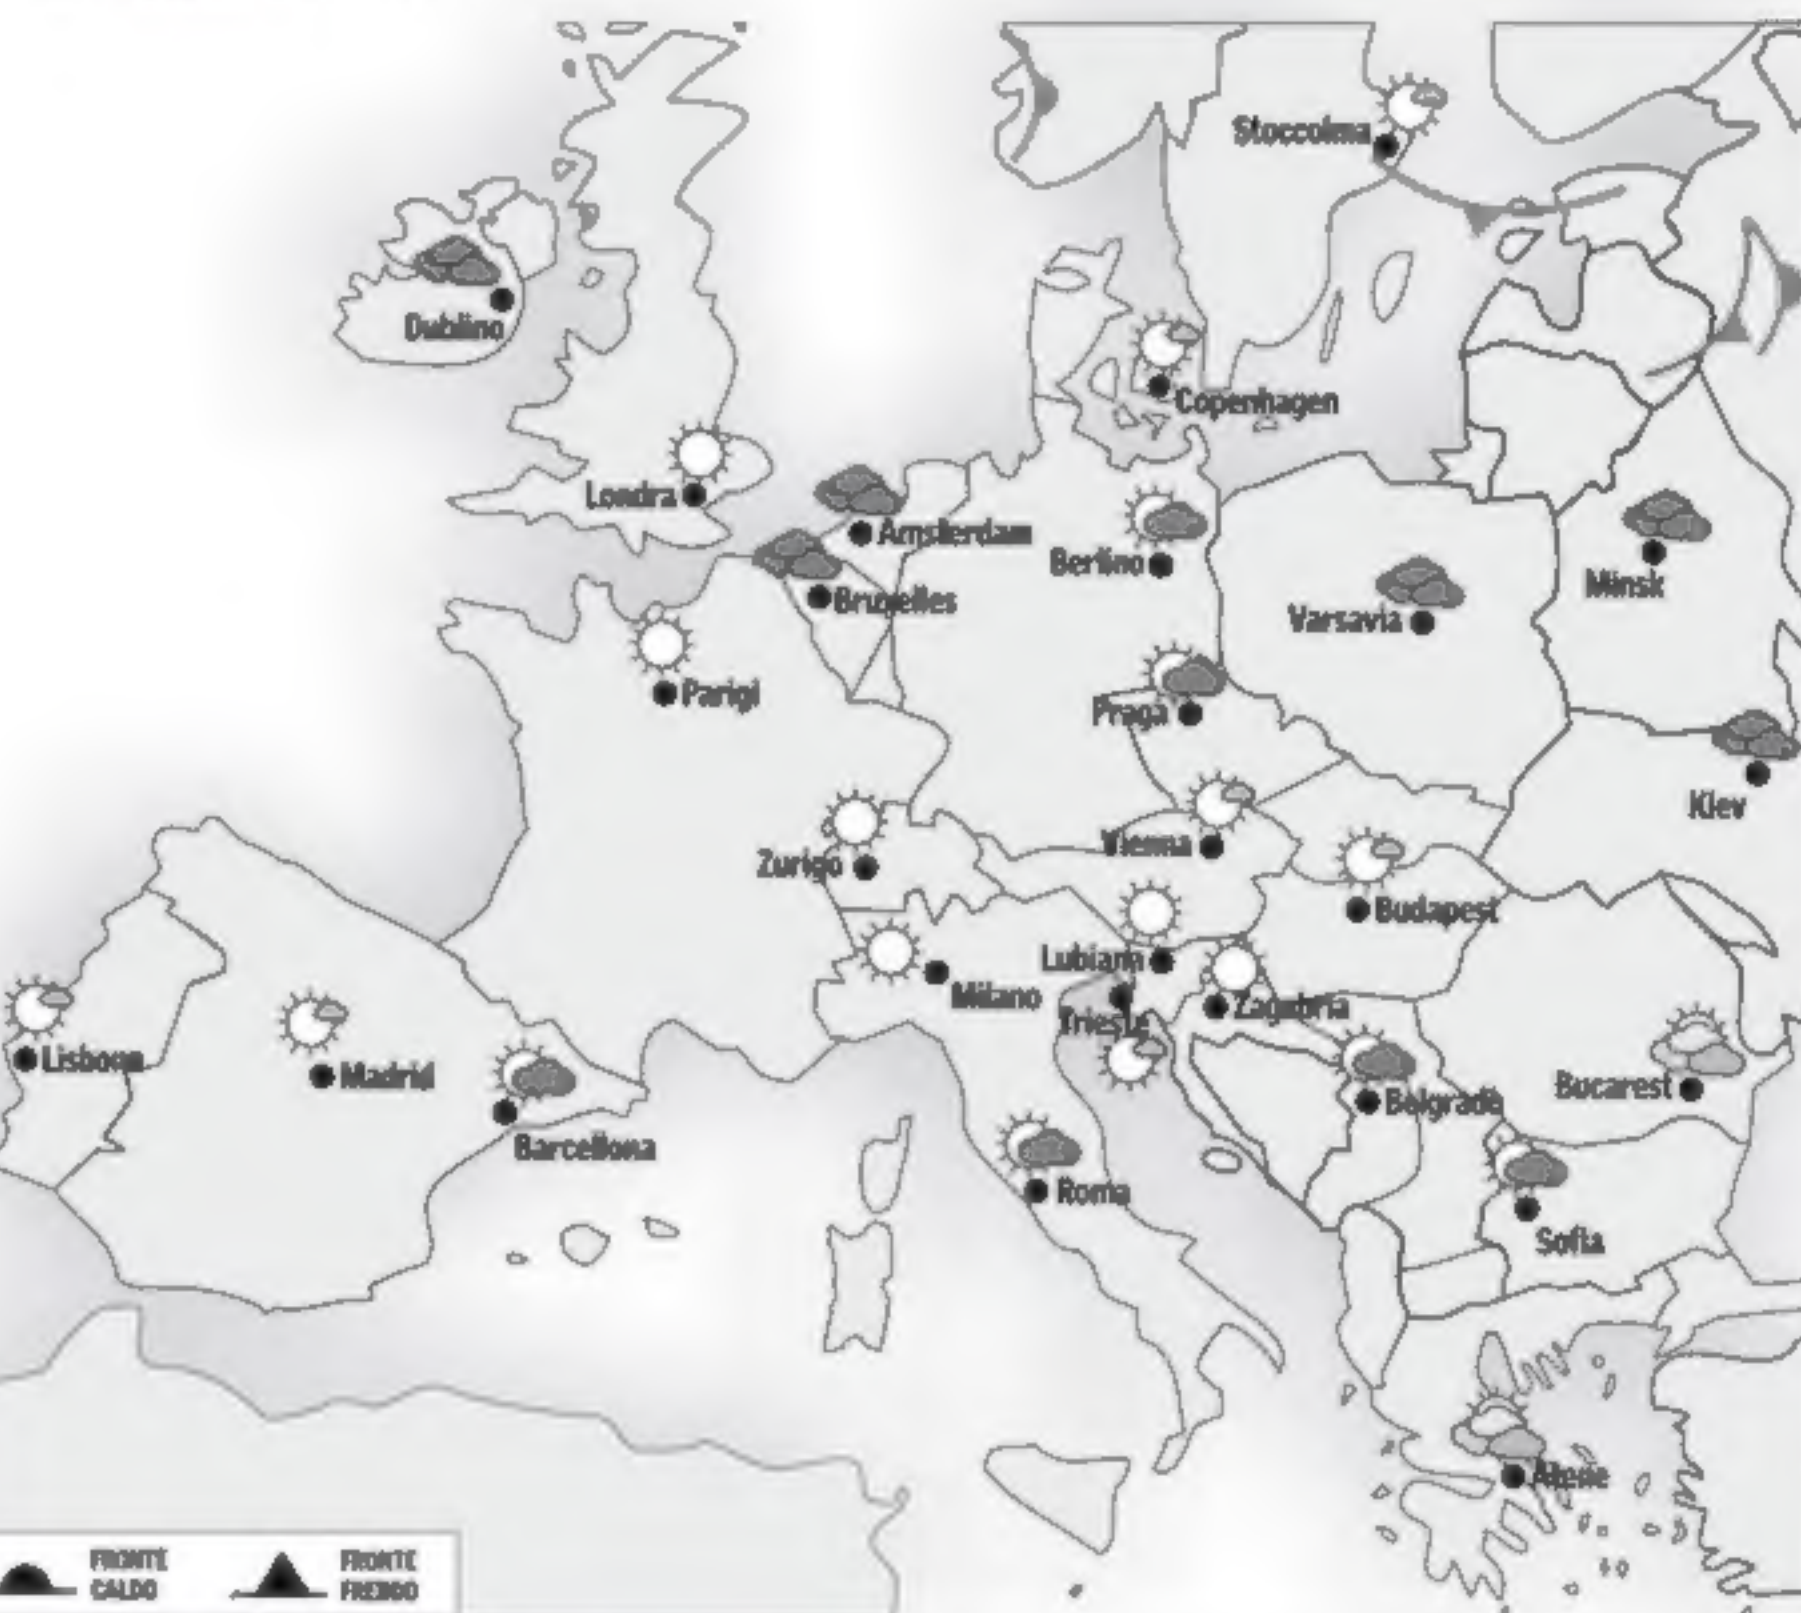 Stoccolma
Dublino
Copenhagen
Londra
Amsterdam
Berlino
Minsk
Bruxelles
Varsavia
Parigi
Praga
Kiev
Vienna
Zurigo
Budapest
Lubiana
Milano
Zagabria
Trieste
Lisbona
Madrid
Bucarest
Belgrado
Barcellona
Roma
Sofia
Atene
FRONTE
CALDO
FRONTE
FREDDO